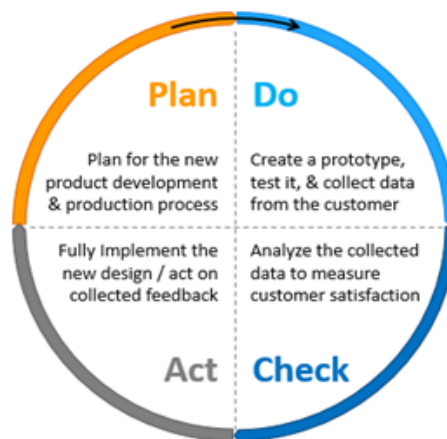 Plan
Plan for the new
product development
& production process
Do
Create a prototype,
test it, & collect data
from the customer
Fully Implement the
new design / act on
collected feedback
Act
Analyze the collected
data to measure
customer satisfaction
Check